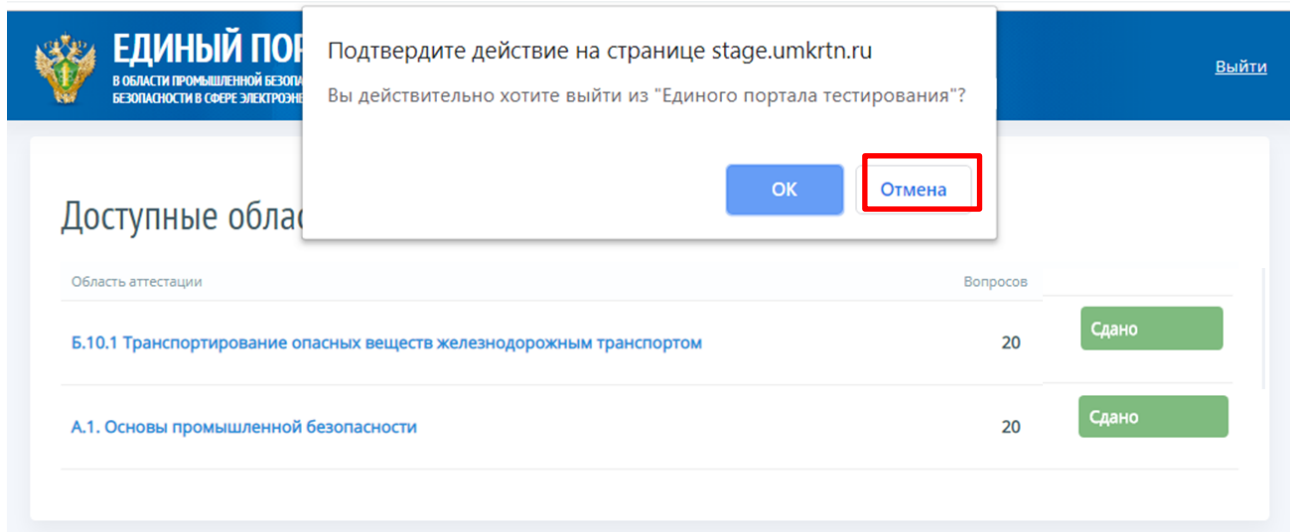 ЕДИНЫЙ ПОР
В ОБЛАСТИ ПРОМЫШЛЕННОЙ БЕЗОПА
БЕЗОПАСНОСТИ В СФЕРЕ ЭЛЕКТРОЭНЕ
Подтвердите действие на странице stage.umkrtn.ru
Вы действительно хотите выйти из "Единого портала тестирования"?
ОК
Отмена
Выйти
Доступные облас
Область аттестации
Вопросов
Б.10.1 Транспортирование опасных веществ железнодорожным транспортом
20
Сдано
А.1. Основы промышленной безопасности
20
Сдано